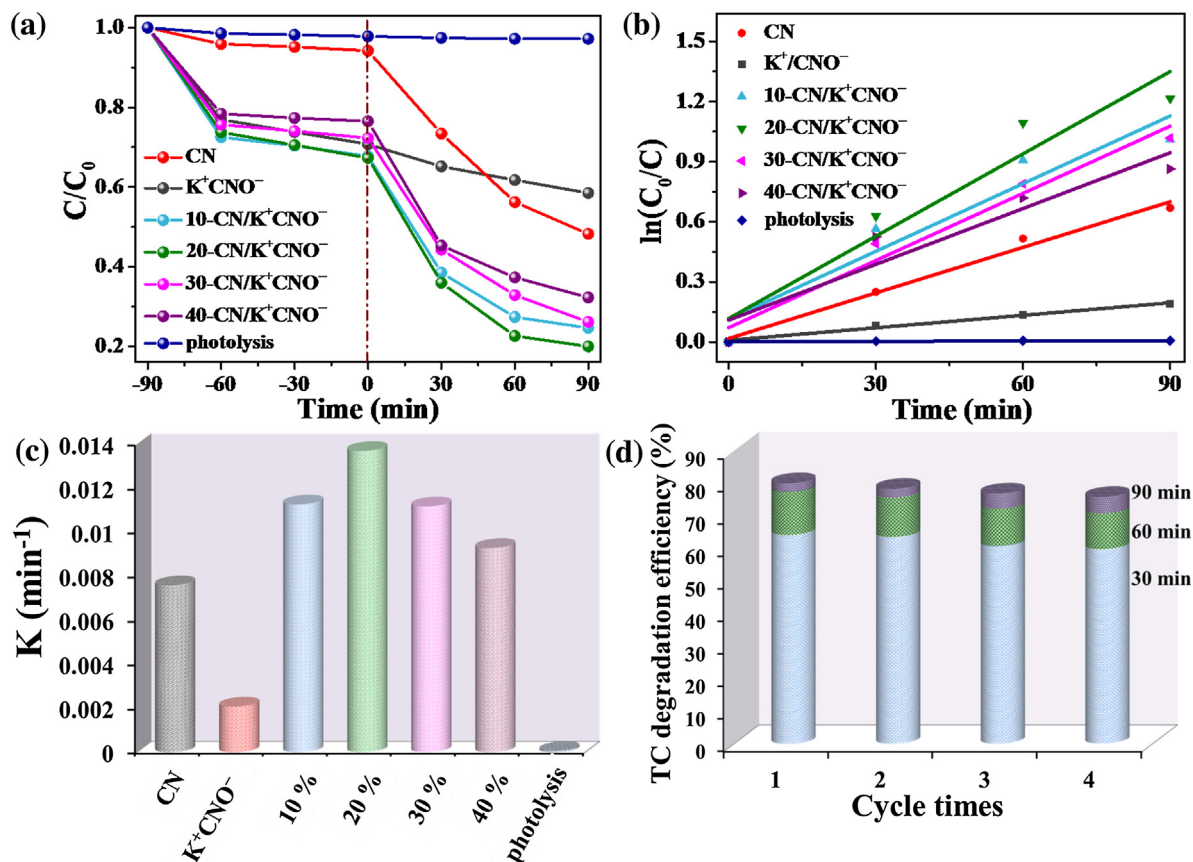 (a)
1.0
0.8
0.6
0.4
0.2
C/C₀
CN
K⁺CNO⁻
10-CN/K⁺CNO⁻
20-CN/K⁺CNO⁻
30-CN/K⁺CNO⁻
40-CN/K⁺CNO⁻
photolysis
-90 -60 -30 0 30 60 90
Time (min)
(b)
1.5
1.2
0.9
0.6
0.3
0.0
ln(C₀/C)
CN
K⁺/CNO⁻
10-CN/K⁺CNO⁻
20-CN/K⁺CNO⁻
30-CN/K⁺CNO⁻
40-CN/K⁺CNO⁻
photolysis
0 30 60 90
Time (min)
(c)
0.014
0.012
0.01
0.008
0.006
0.004
0.002
0
K (min⁻¹)
CN K⁺CNO⁻ 10 % 20 % 30 % 40 % photolysis
(d)
90
80
70
60
50
40
30
20
10
0
TC degradation efficiency (%)
90 min
60 min
30 min
1 2 3 4
Cycle times